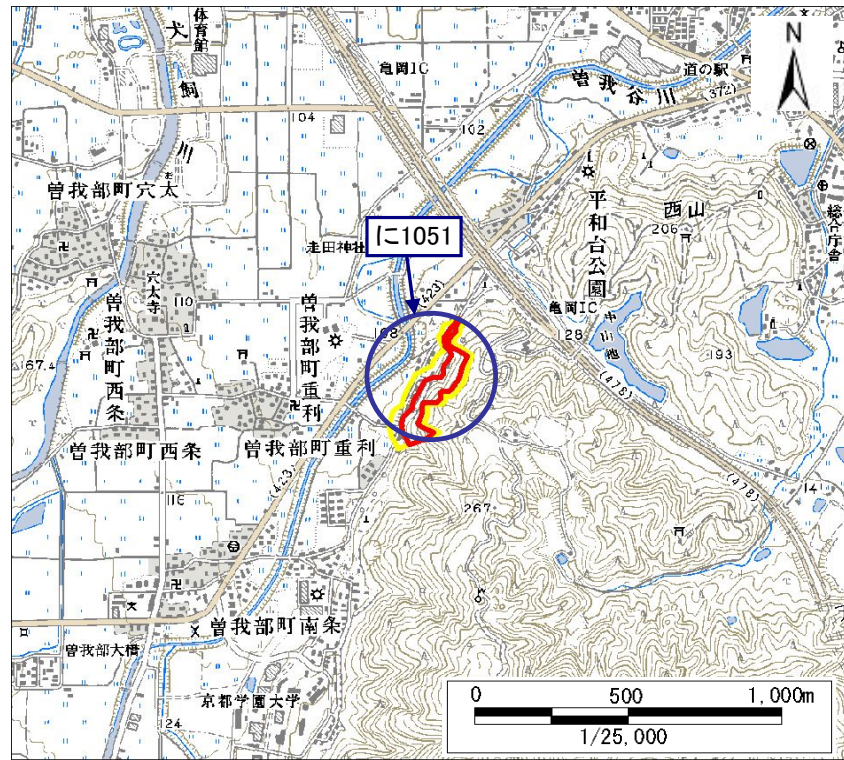 体育館
犬飼川
亀岡IC
曽我谷川
道の駅
(372)
N
104
102
曽我部町穴太
平和台公園
西山
206
総合庁舎
に1051
走田神社
穴太寺
110
曽我部町西条
曽我部町重利
108
(423)
亀岡IC
128
中山池
193
167.4
(478)
曽我部町西条
曽我部町重利
(423)
118
267
(478)
14
曽我部町南条
曽我部大橋
京都学園大学
124
0 500 1,000m
1/25,000